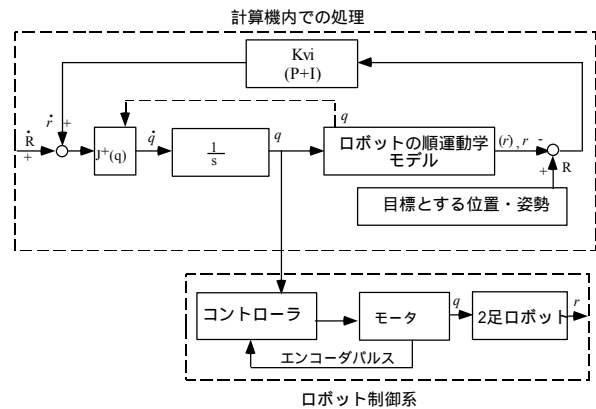 計算機内での処理
Kvi
(P+I)
ṙ +
Ṙ
+
J⁺(q)
q̇
1
s
q
q
ロボットの順運動学
モデル
(r) , r -
+ R
目標とする位置・姿勢
コントローラ
モータ
q
2足ロボット
r
エンコーダパルス
ロボット制御系